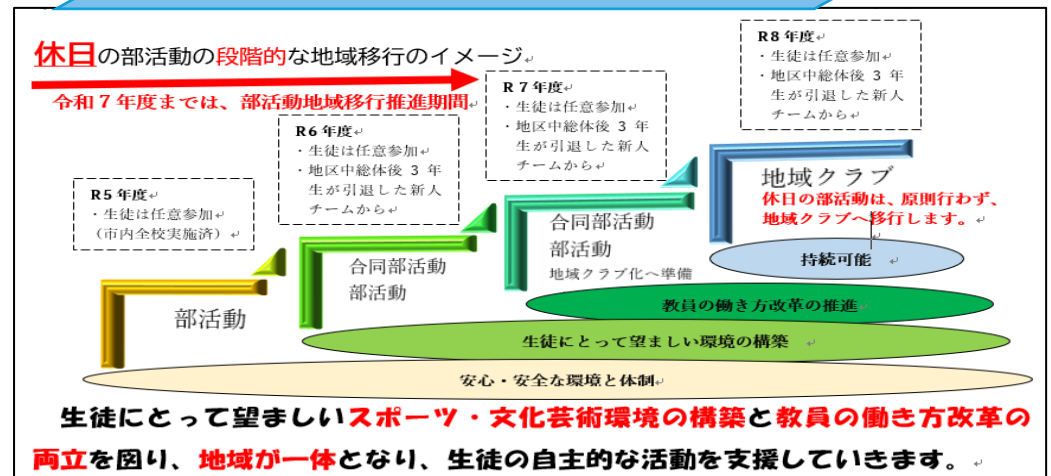 休日の部活動の段階的な地域移行のイメージ
令和7年度までは、部活動地域移行推進期間
R5年度
・生徒は任意参加
（市内全校実施済）
部活動
R6年度
・生徒は任意参加
・地区中総体後 3 年
生が引退した新人
チームから
合同部活動
部活動
R7年度
・生徒は任意参加
・地区中総体後 3 年
生が引退した新人
チームから
合同部活動
部活動
地域クラブ化へ準備
R8年度
・生徒は任意参加
・地区中総体後 3 年
生が引退した新人
チームから
地域クラブ
休日の部活動は、原則行わず、
地域クラブへ移行します。
持続可能
教員の働き方改革の推進
生徒にとって望ましい環境の構築
安心・安全な環境と体制
生徒にとって望ましいスポーツ・文化芸術環境の構築と教員の働き方改革の
両立を図り、地域が一体となり、生徒の自主的な活動を支援していきます。